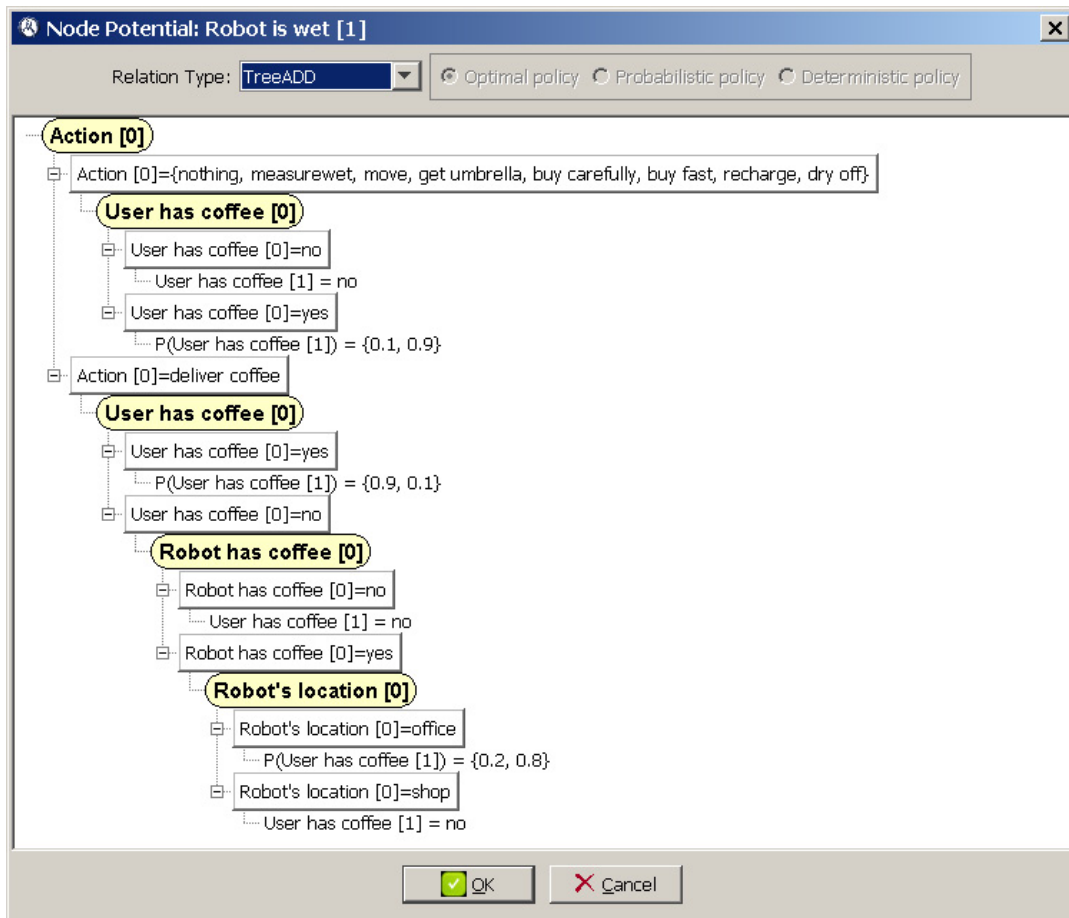 Node Potential: Robot is wet [1]
Relation Type: TreeADD Optimal policy Probabilistic policy Deterministic policy
Action [0]
Action [0]={nothing, measurewet, move, get umbrella, buy carefully, buy fast, recharge, dry off}
User has coffee [0]
User has coffee [0]=no
User has coffee [1] = no
User has coffee [0]=yes
P(User has coffee [1]) = {0.1, 0.9}
Action [0]=deliver coffee
User has coffee [0]
User has coffee [0]=yes
P(User has coffee [1]) = {0.9, 0.1}
User has coffee [0]=no
Robot has coffee [0]
Robot has coffee [0]=no
User has coffee [1] = no
Robot has coffee [0]=yes
Robot's location [0]
Robot's location [0]=office
P(User has coffee [1]) = {0.2, 0.8}
Robot's location [0]=shop
User has coffee [1] = no
OK Cancel